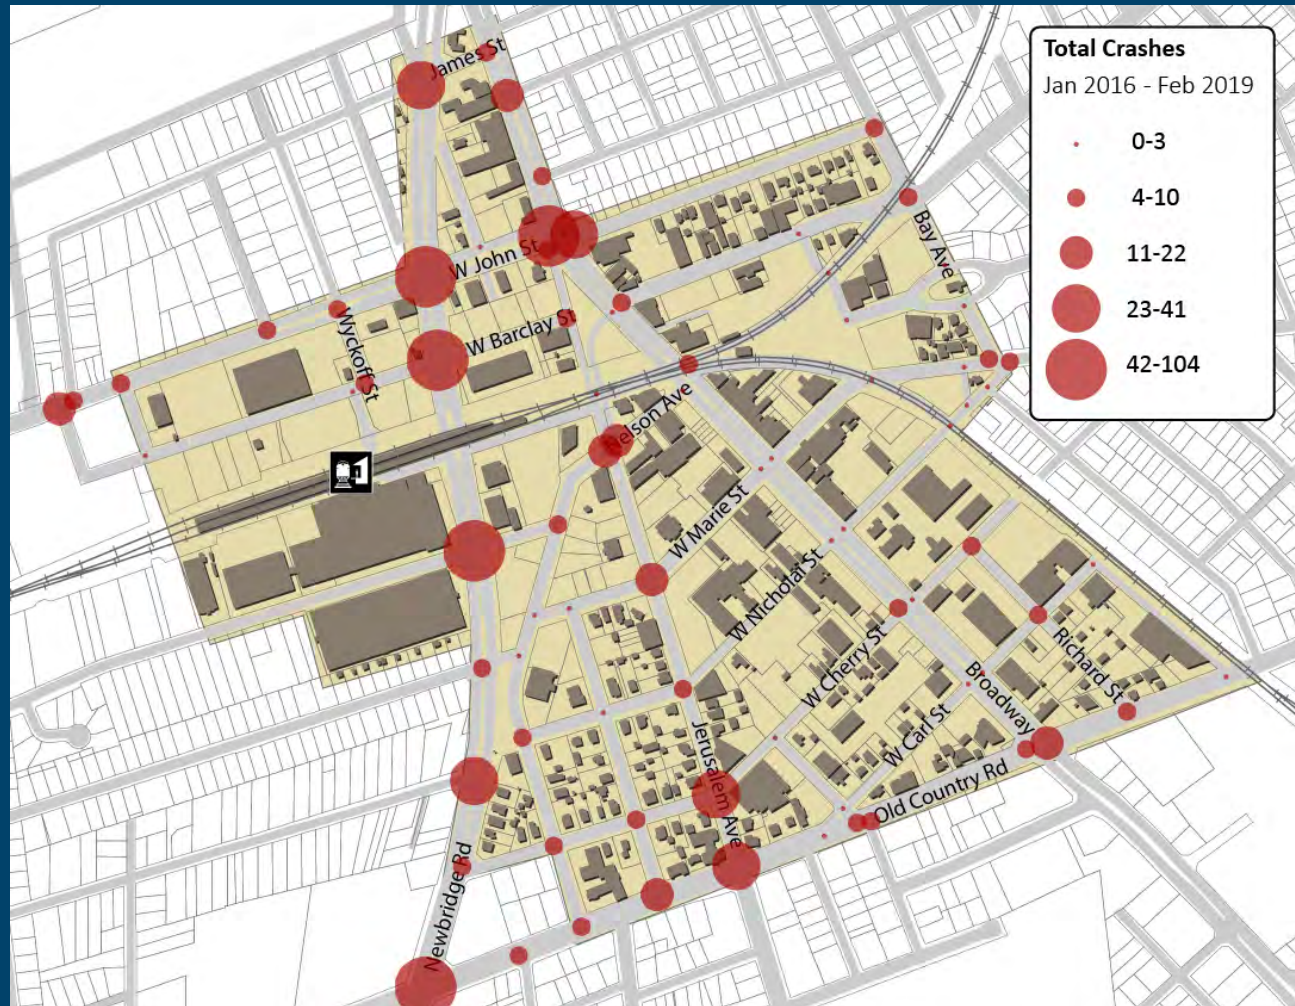 Total Crashes
Jan 2016 - Feb 2019
0-3
4-10
11-22
23-41
42-104
James St
W John St
Bay Ave
Wyckoff St
W Barclay St
Nelson Ave
W Marie St
W Nicholai St
W Cherry St
Richard St
Broadway
W Carl St
Jerusalem Ave
Old Country Rd
Newbridge Rd